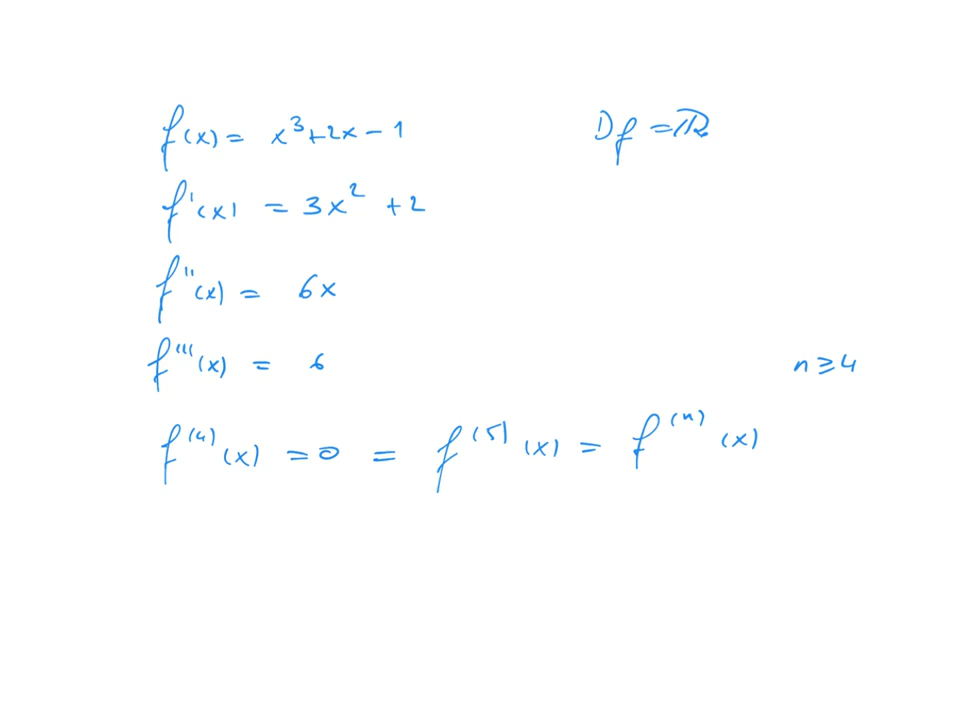 f(x) = x³+2x-1 Df = ℝ
f'(x) = 3x² +2
f''(x) = 6x
f'''(x) = 6 n ≥ 4
f⁽⁴⁾(x) = 0 = f⁽⁵⁾(x) = f⁽ⁿ⁾(x)